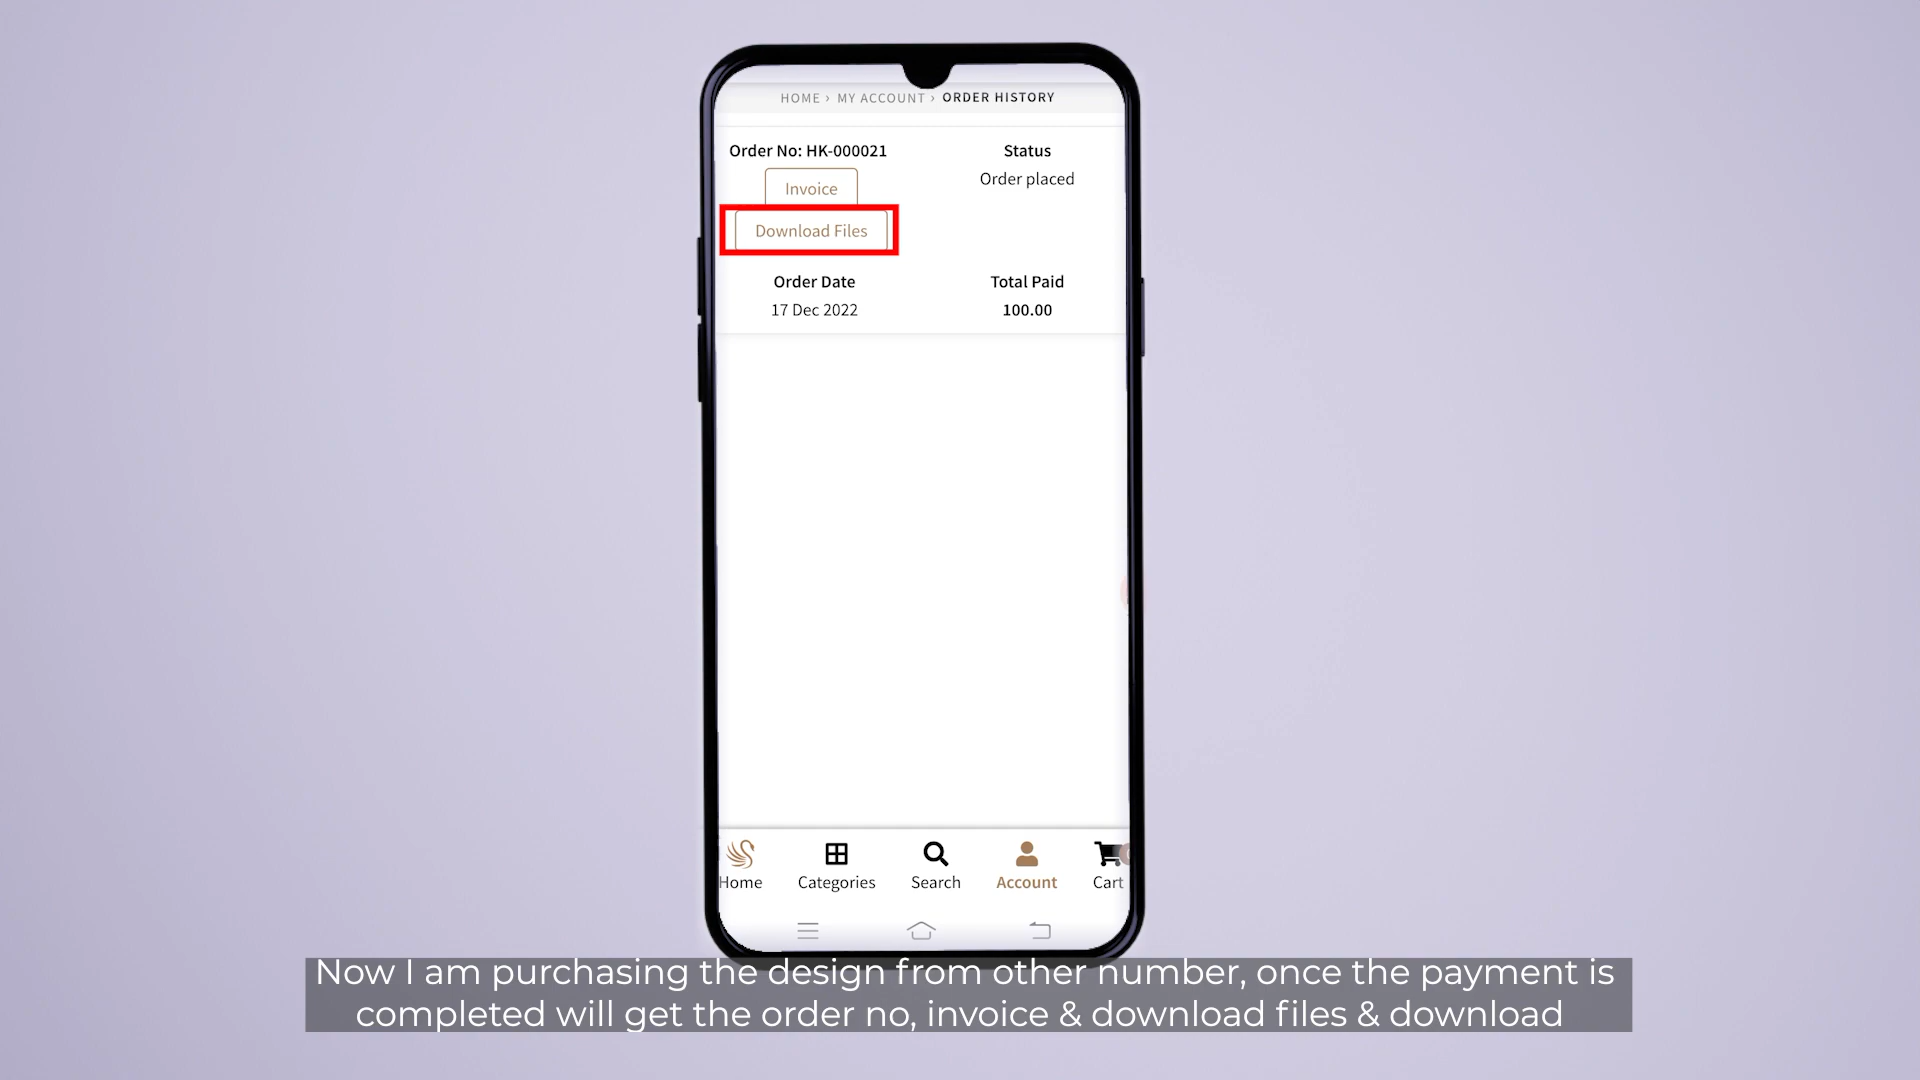 HOME › MY ACCOUNT › ORDER HISTORY
Order No: HK-000021
Status
Invoice
Order placed
Download Files
Order Date
Total Paid
17 Dec 2022
100.00
Home
Categories
Search
Account
Cart
Now I am purchasing the design from other number, once the payment is
completed will get the order no, invoice & download files & download